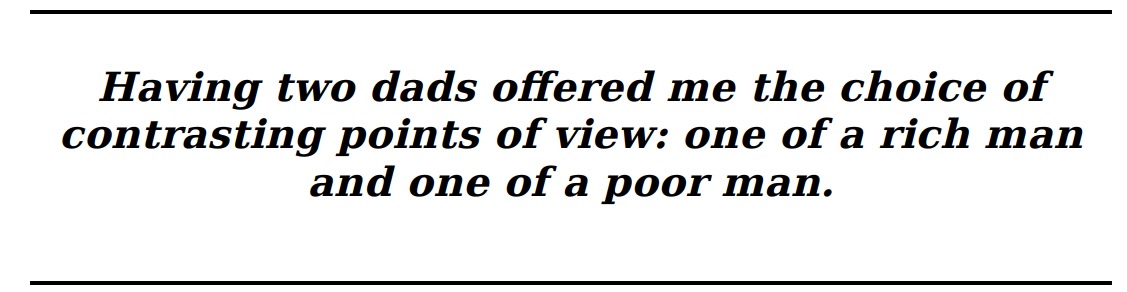 Having two dads offered me the choice of
contrasting points of view: one of a rich man
and one of a poor man.